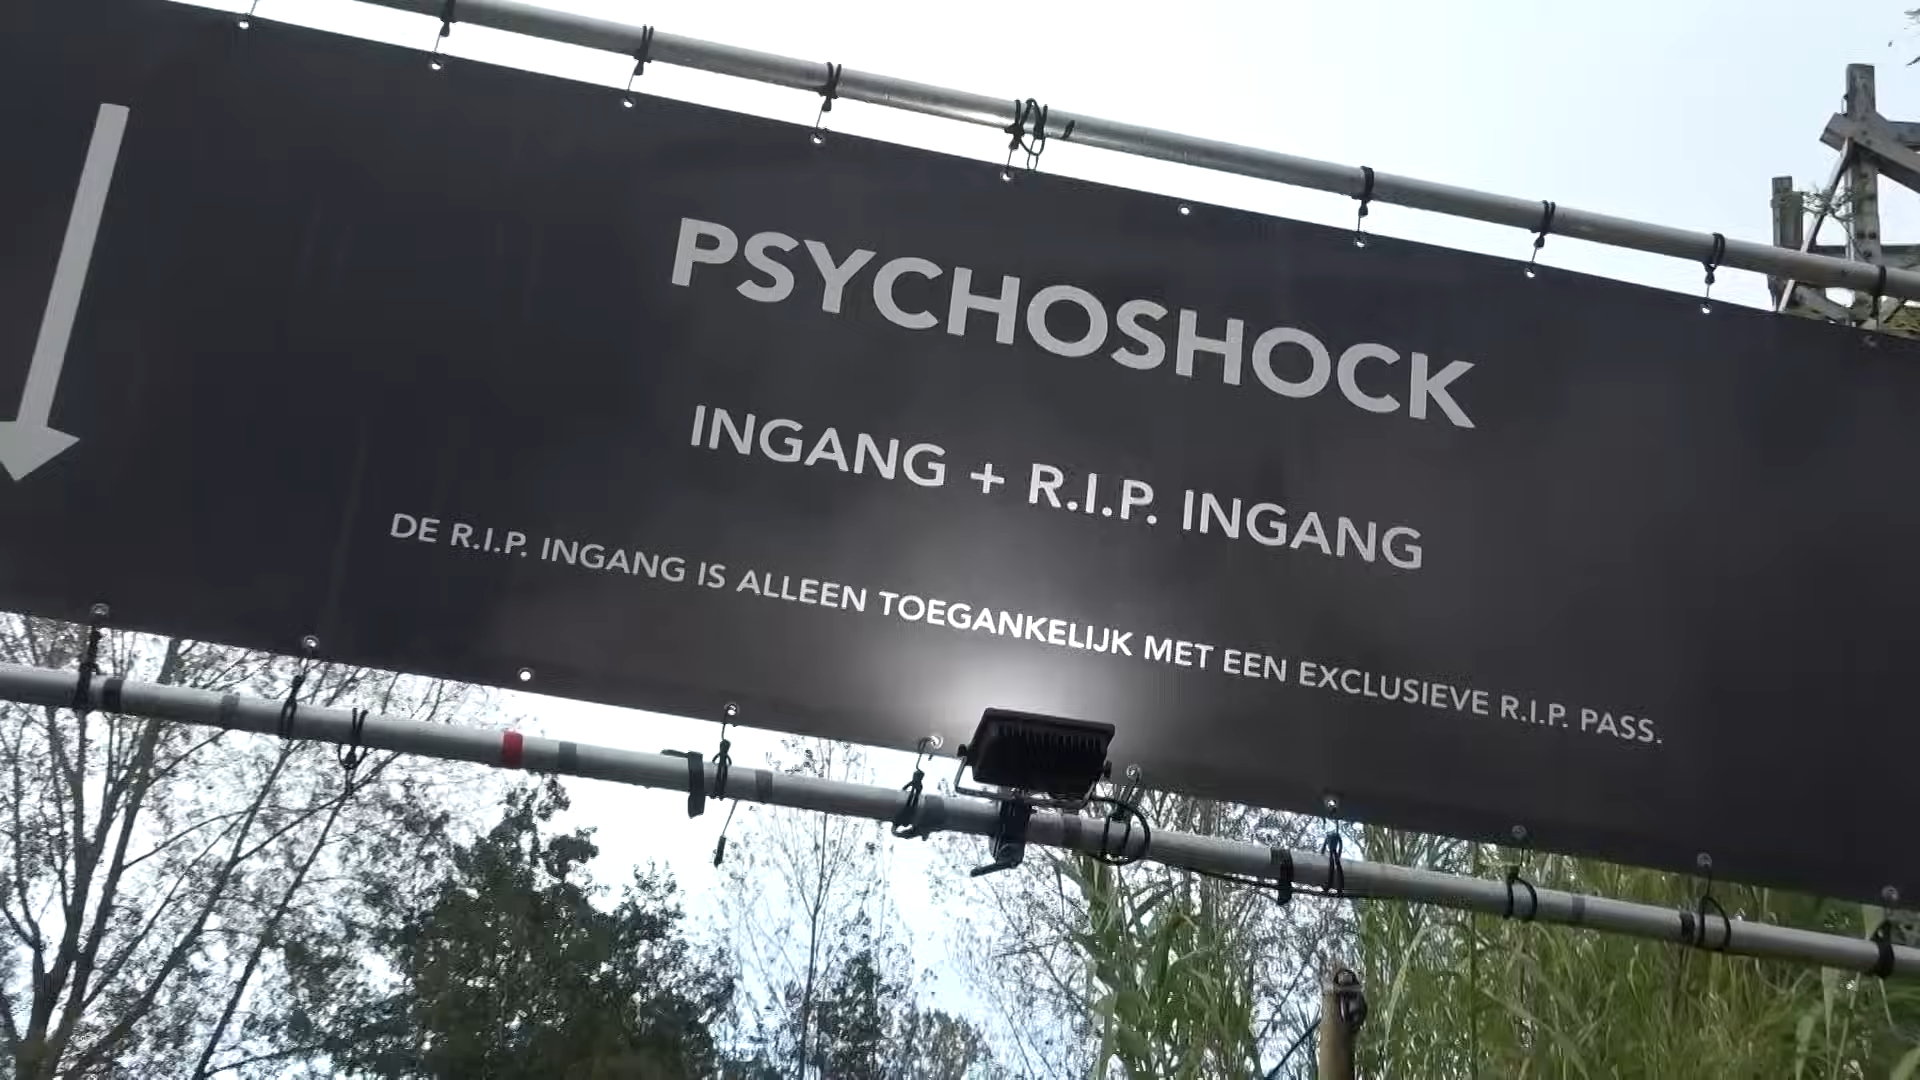 PSYCHOSHOCK
INGANG + R.I.P. INGANG
DE R.I.P. INGANG IS ALLEEN TOEGANKELIJK MET EEN EXCLUSIEVE R.I.P. PASS.